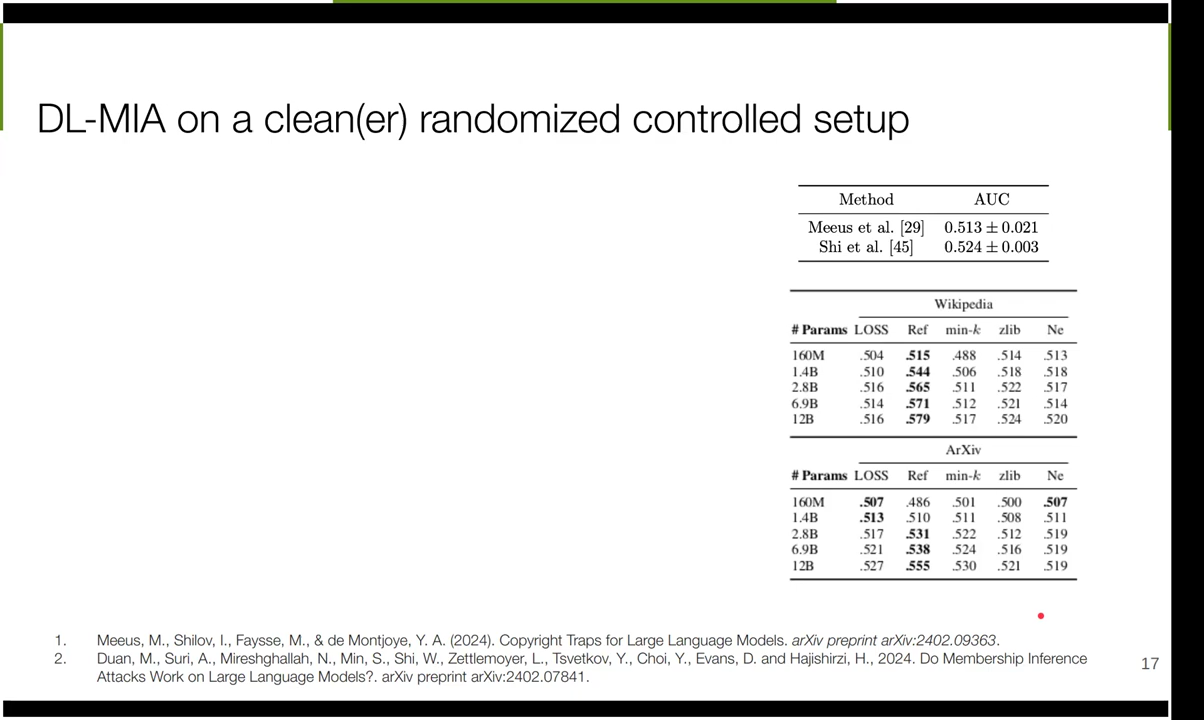 DL-MIA on a clean(er) randomized controlled setup
Method AUC
Meeus et al. [29] 0.513 ± 0.021
Shi et al. [45] 0.524 ± 0.003
Wikipedia
# Params LOSS Ref min-k zlib Ne
160M .504 .515 .488 .514 .513
1.4B .510 .544 .506 .518 .518
2.8B .516 .565 .511 .522 .517
6.9B .514 .571 .512 .521 .514
12B .516 .579 .517 .524 .520
ArXiv
# Params LOSS Ref min-k zlib Ne
160M .507 .486 .501 .500 .507
1.4B .513 .510 .511 .508 .511
2.8B .517 .531 .522 .512 .519
6.9B .521 .538 .524 .516 .519
12B .527 .555 .530 .521 .519
1. Meeus, M., Shilov, I., Faysse, M., & de Montjoye, Y. A. (2024). Copyright Traps for Large Language Models. arXiv preprint arXiv:2402.09363.
2. Duan, M., Suri, A., Mireshghallah, N., Min, S., Shi, W., Zettlemoyer, L., Tsvetkov, Y., Choi, Y., Evans, D. and Hajishirzi, H., 2024. Do Membership Inference
Attacks Work on Large Language Models?. arXiv preprint arXiv:2402.07841.
17